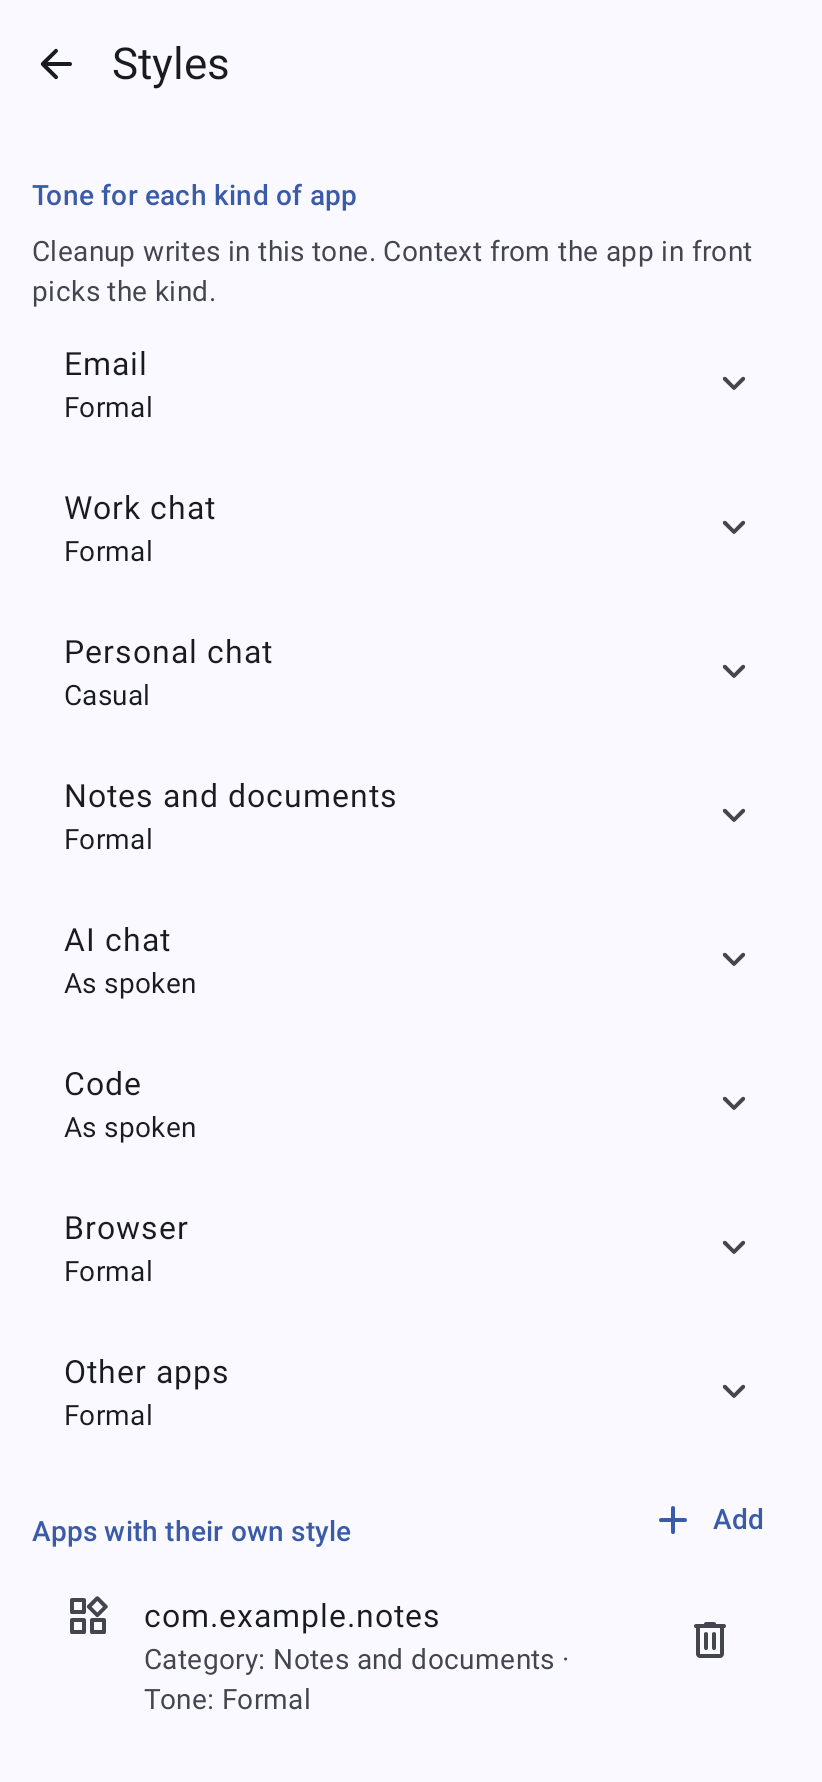 Styles
Tone for each kind of app
Cleanup writes in this tone. Context from the app in front
picks the kind.
Email
Formal
Work chat
Formal
Personal chat
Casual
Notes and documents
Formal
AI chat
As spoken
Code
As spoken
Browser
Formal
Other apps
Formal
Apps with their own style
Add
com.example.notes
Category: Notes and documents ·
Tone: Formal